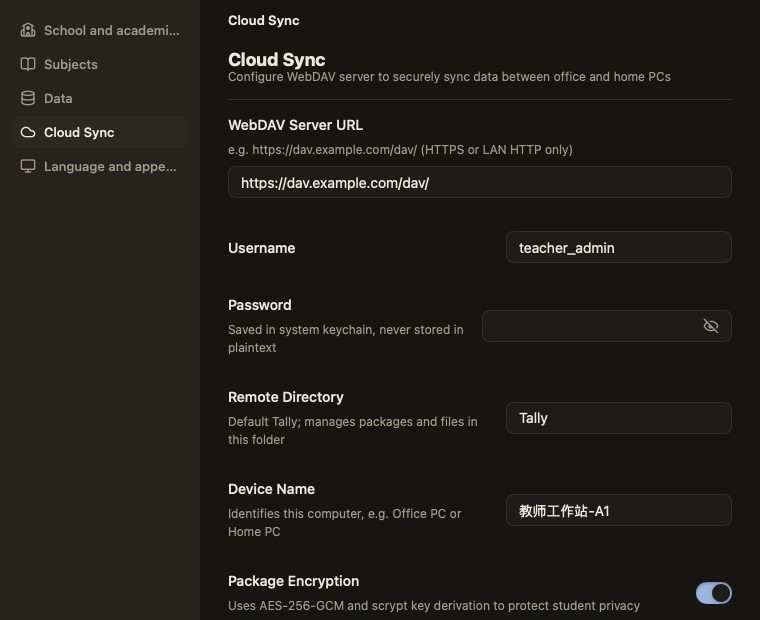 School and academi...
Subjects
Data
Cloud Sync
Language and appe...
Cloud Sync
Cloud Sync
Configure WebDAV server to securely sync data between office and home PCs
WebDAV Server URL
e.g. https://dav.example.com/dav/ (HTTPS or LAN HTTP only)
https://dav.example.com/dav/
Username
teacher_admin
Password
Saved in system keychain, never stored in
plaintext
Remote Directory
Default Tally; manages packages and files in
this folder
Tally
Device Name
Identifies this computer, e.g. Office PC or
Home PC
教师工作站-A1
Package Encryption
Uses AES-256-GCM and scrypt key derivation to protect student privacy